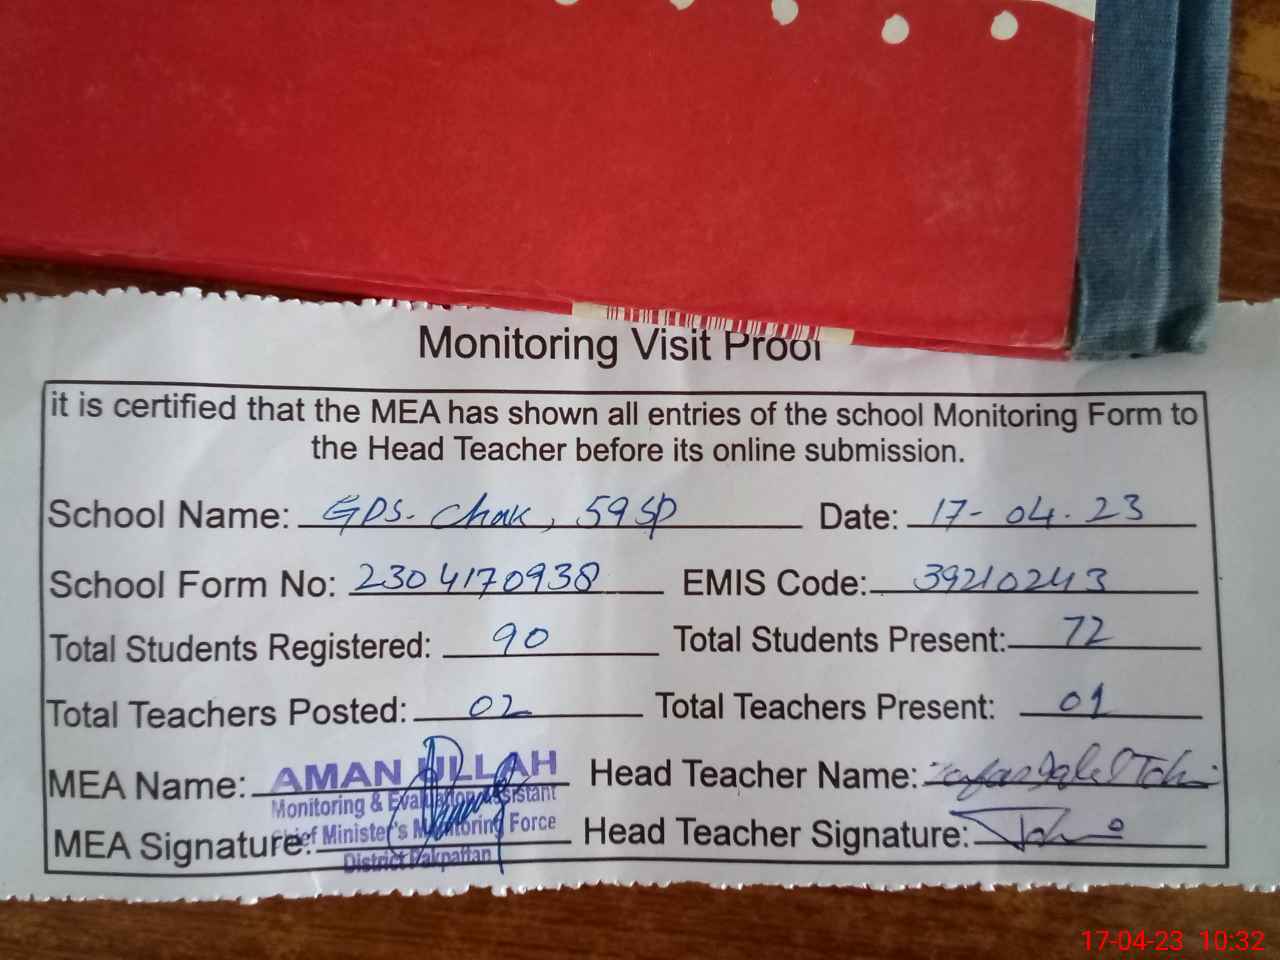 Monitoring Visit Proof
it is certified that the MEA has shown all entries of the school Monitoring Form to
the Head Teacher before its online submission.
School Name: GPS. Chak, 59 SP Date: 17-04.23
School Form No: 2304170938 EMIS Code: 39210243
Total Students Registered: 90 Total Students Present: 72
Total Teachers Posted: 02 Total Teachers Present: 01
MEA Name: AMAN ULLAH Head Teacher Name:
Monitoring & Evaluation Assistant
MEA Signature: Chief Minister's Monitoring Force Head Teacher Signature:
District Pakpattan
17-04-23 10:32